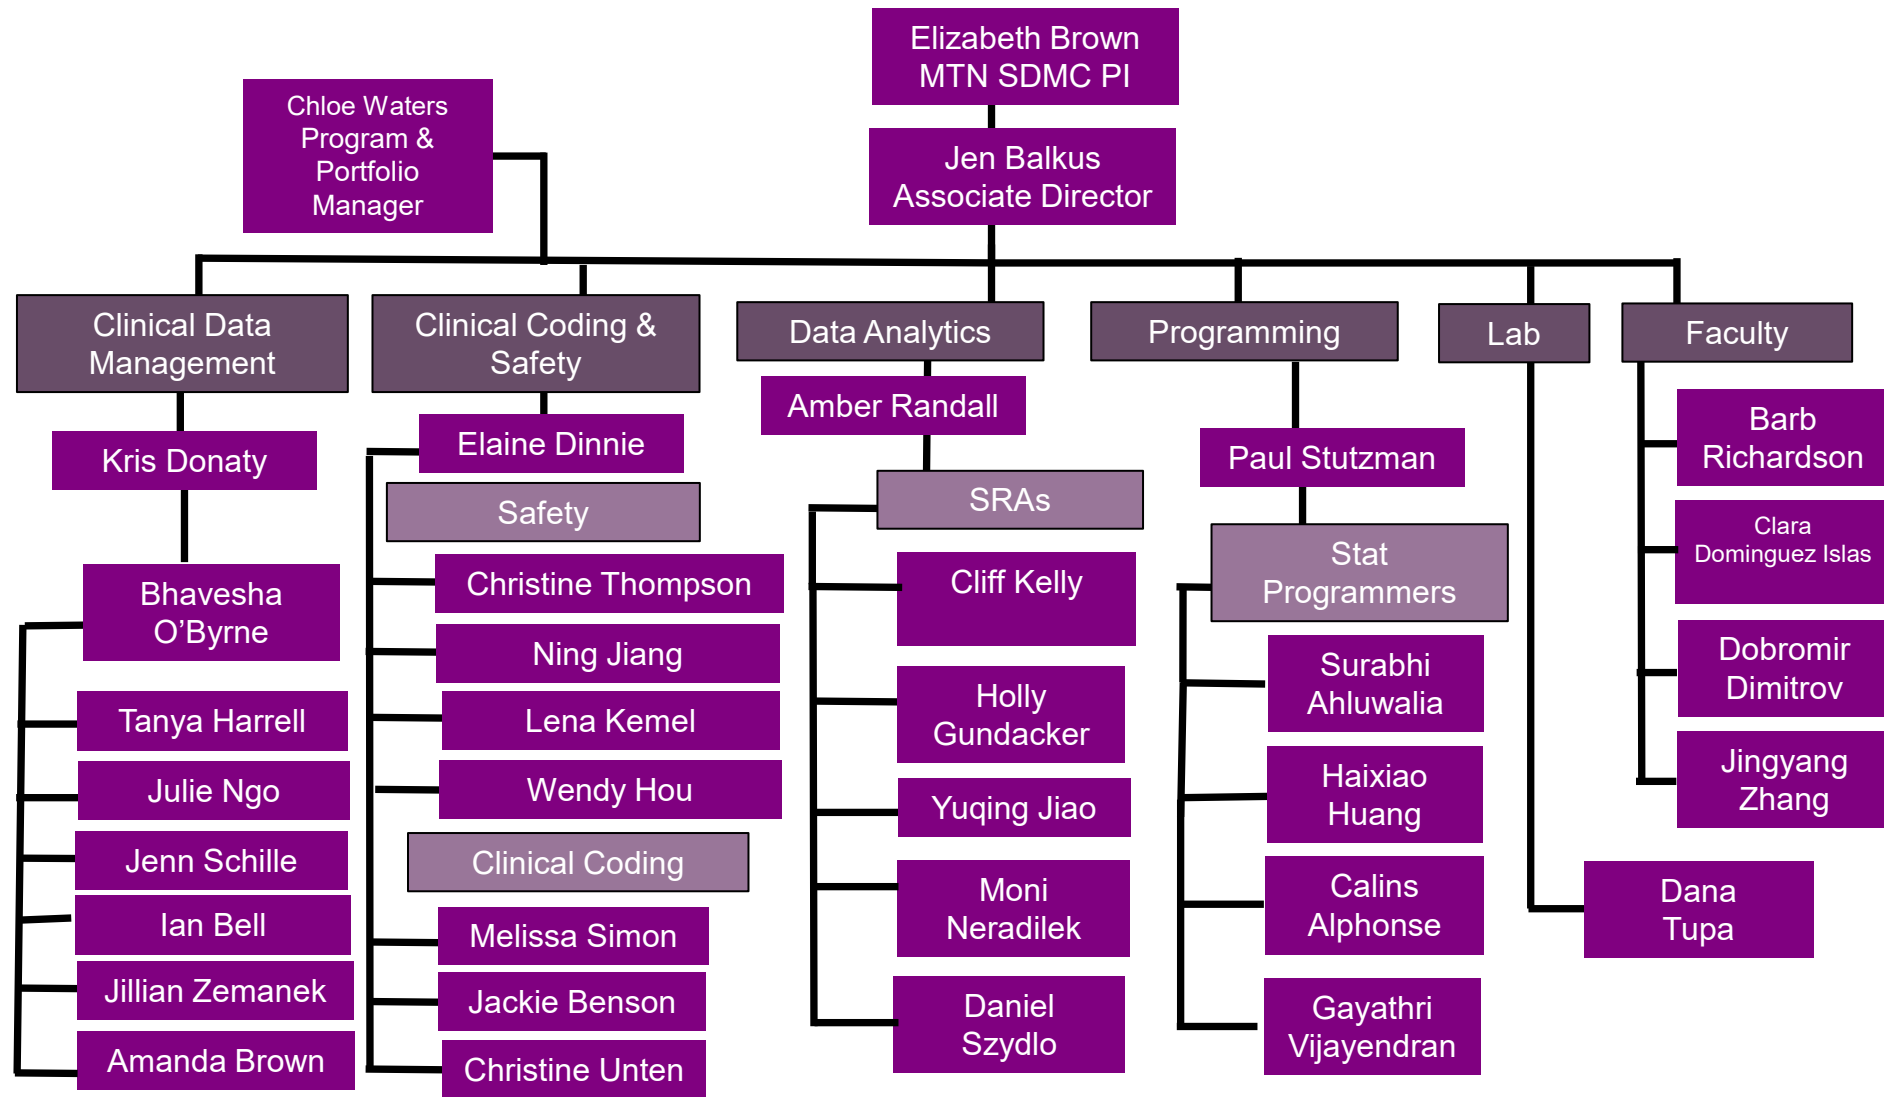 Elizabeth Brown
MTN SDMC PI
Chloe Waters
Program &
Portfolio
Manager
Jen Balkus
Associate Director
Clinical Data
Management
Kris Donaty
Bhavesha
O’Byrne
Tanya Harrell
Julie Ngo
Jenn Schille
Ian Bell
Jillian Zemanek
Amanda Brown
Clinical Coding &
Safety
Elaine Dinnie
Safety
Christine Thompson
Ning Jiang
Lena Kemel
Wendy Hou
Clinical Coding
Melissa Simon
Jackie Benson
Christine Unten
Data Analytics
Amber Randall
SRAs
Cliff Kelly
Holly
Gundacker
Yuqing Jiao
Moni
Neradilek
Daniel
Szydlo
Programming
Paul Stutzman
Stat
Programmers
Surabhi
Ahluwalia
Haixiao
Huang
Calins
Alphonse
Gayathri
Vijayendran
Lab
Dana
Tupa
Faculty
Barb
Richardson
Clara
Dominguez Islas
Dobromir
Dimitrov
Jingyang
Zhang